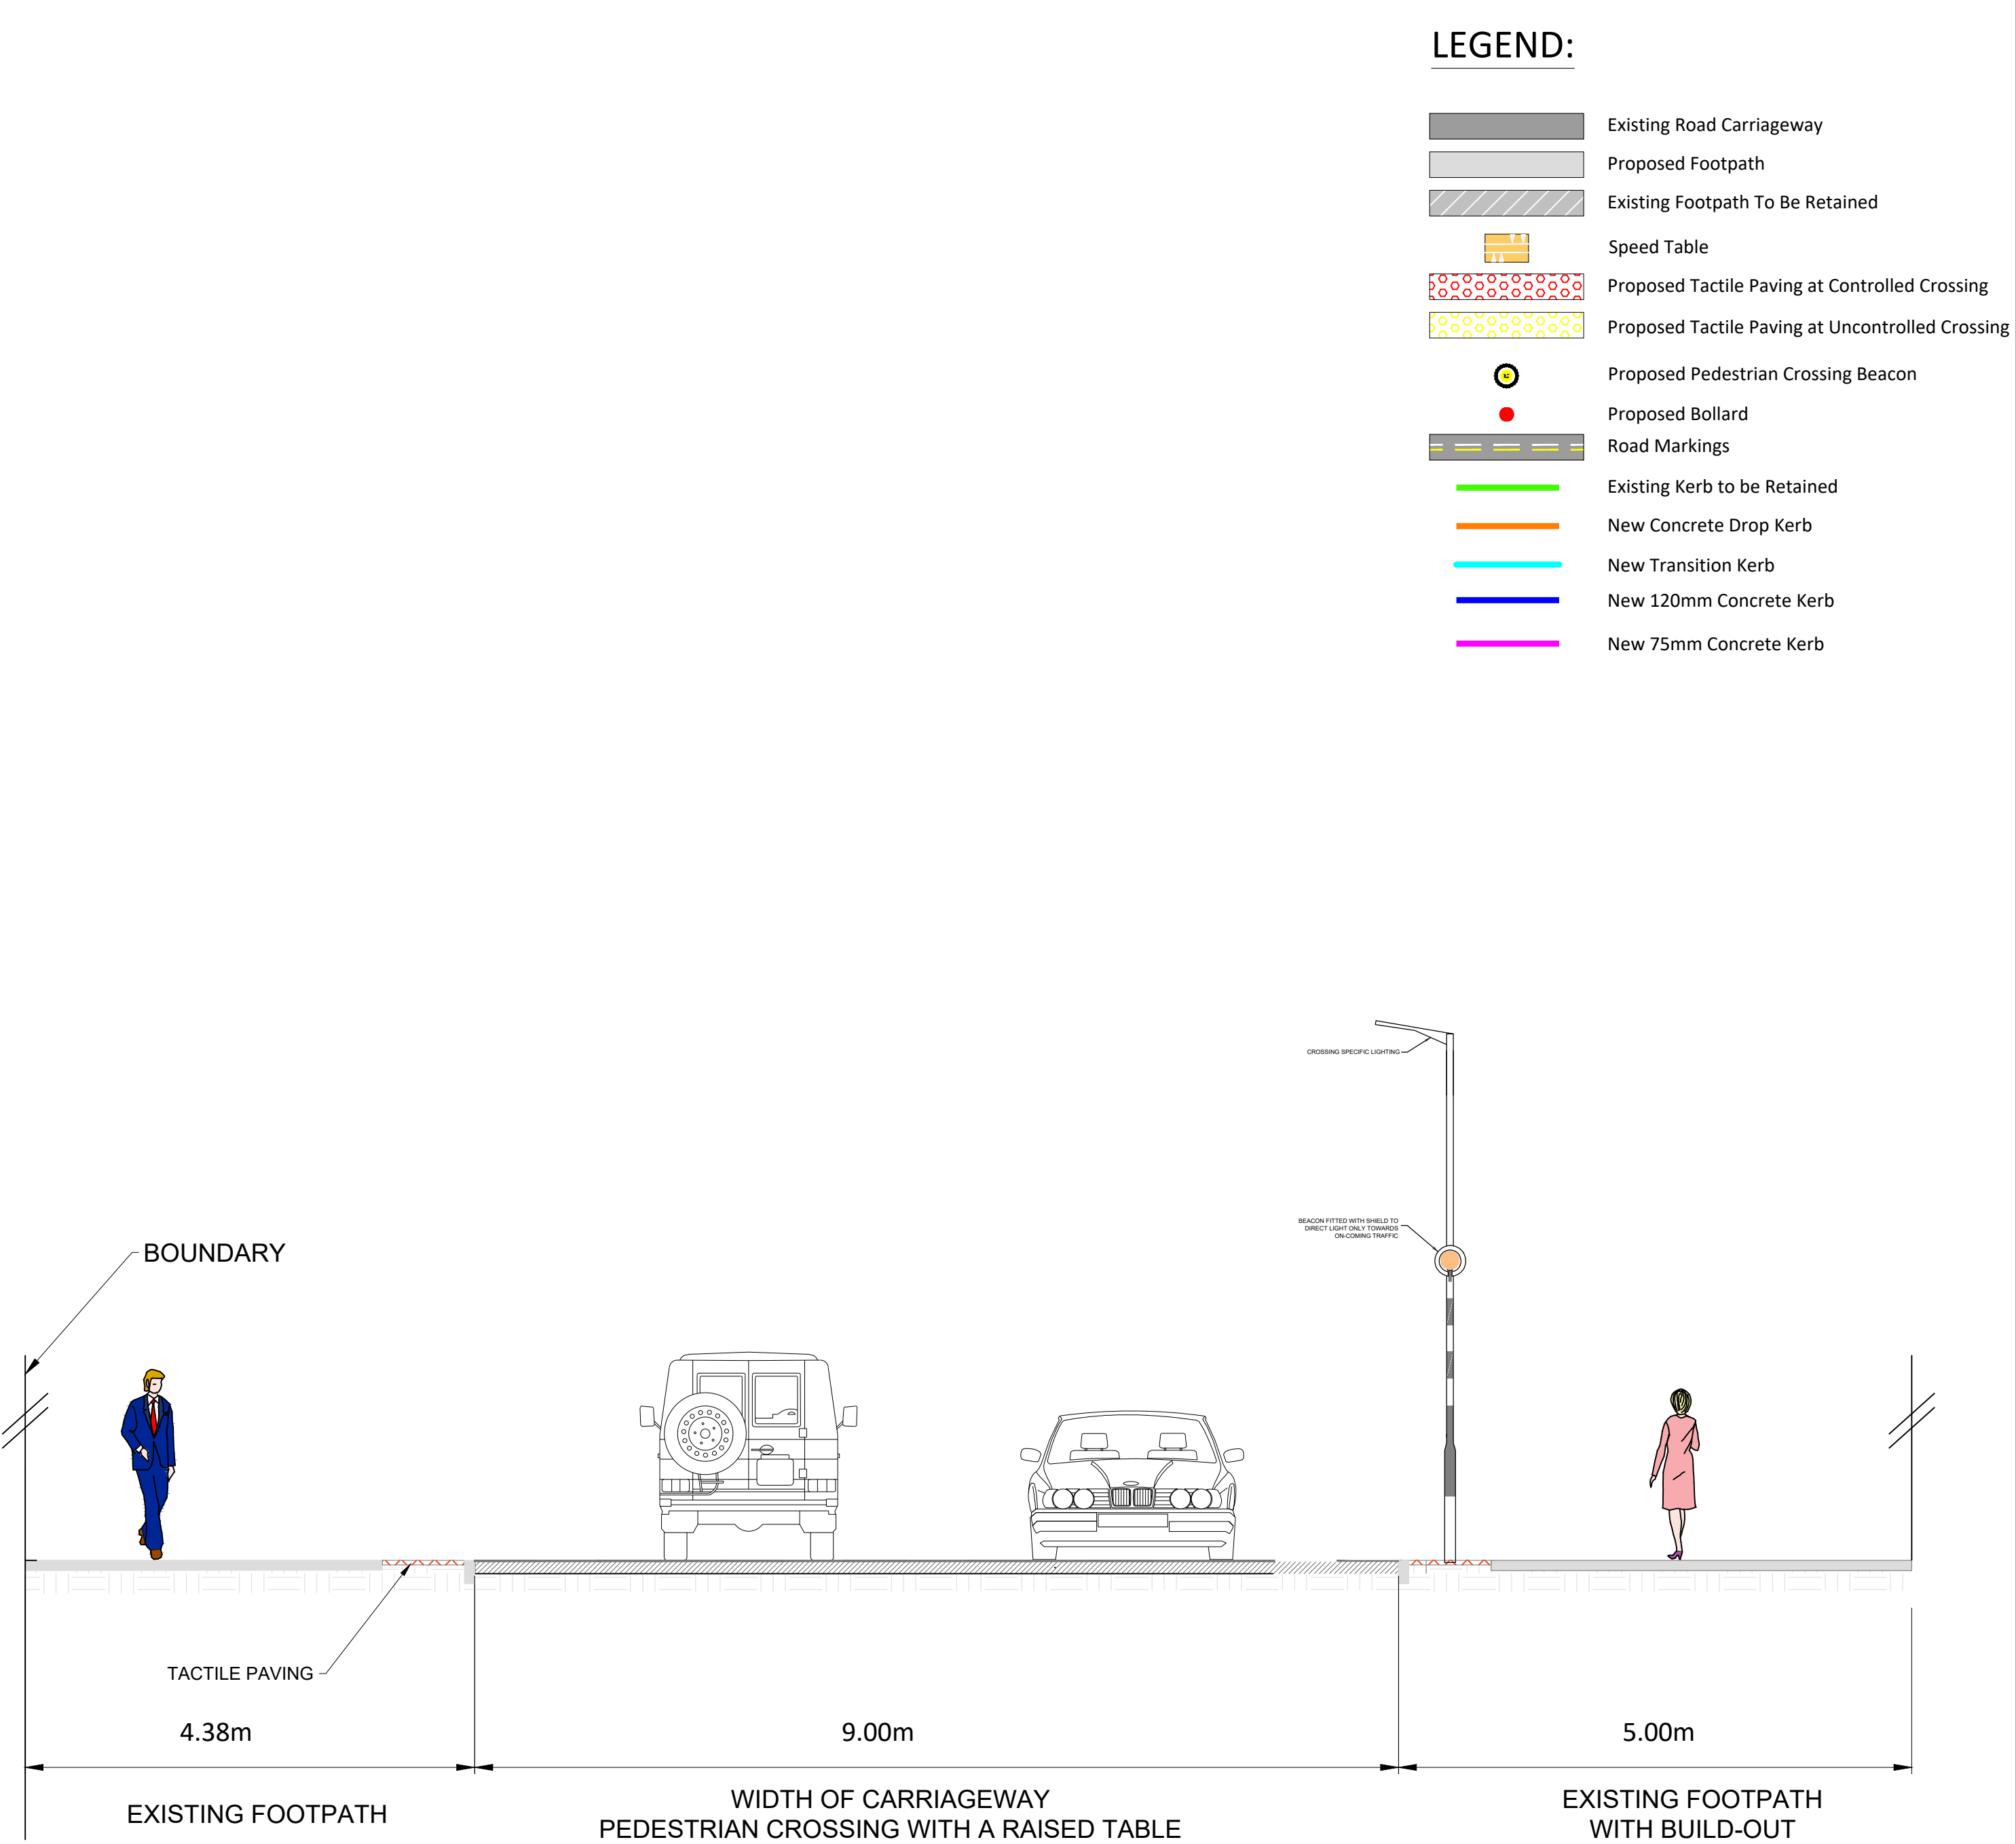 LEGEND:
Existing Road Carriageway
Proposed Footpath
Existing Footpath To Be Retained
Speed Table
Proposed Tactile Paving at Controlled Crossing
Proposed Tactile Paving at Uncontrolled Crossing
Proposed Pedestrian Crossing Beacon
Proposed Bollard
Road Markings
Existing Kerb to be Retained
New Concrete Drop Kerb
New Transition Kerb
New 120mm Concrete Kerb
New 75mm Concrete Kerb
CROSSING SPECIFIC LIGHTING
BEACON FITTED WITH SHIELD TO
DIRECT LIGHT ONLY TOWARDS
ON-COMING TRAFFIC
BOUNDARY
TACTILE PAVING
4.38m
9.00m
5.00m
EXISTING FOOTPATH
WIDTH OF CARRIAGEWAY
PEDESTRIAN CROSSING WITH A RAISED TABLE
EXISTING FOOTPATH
WITH BUILD-OUT